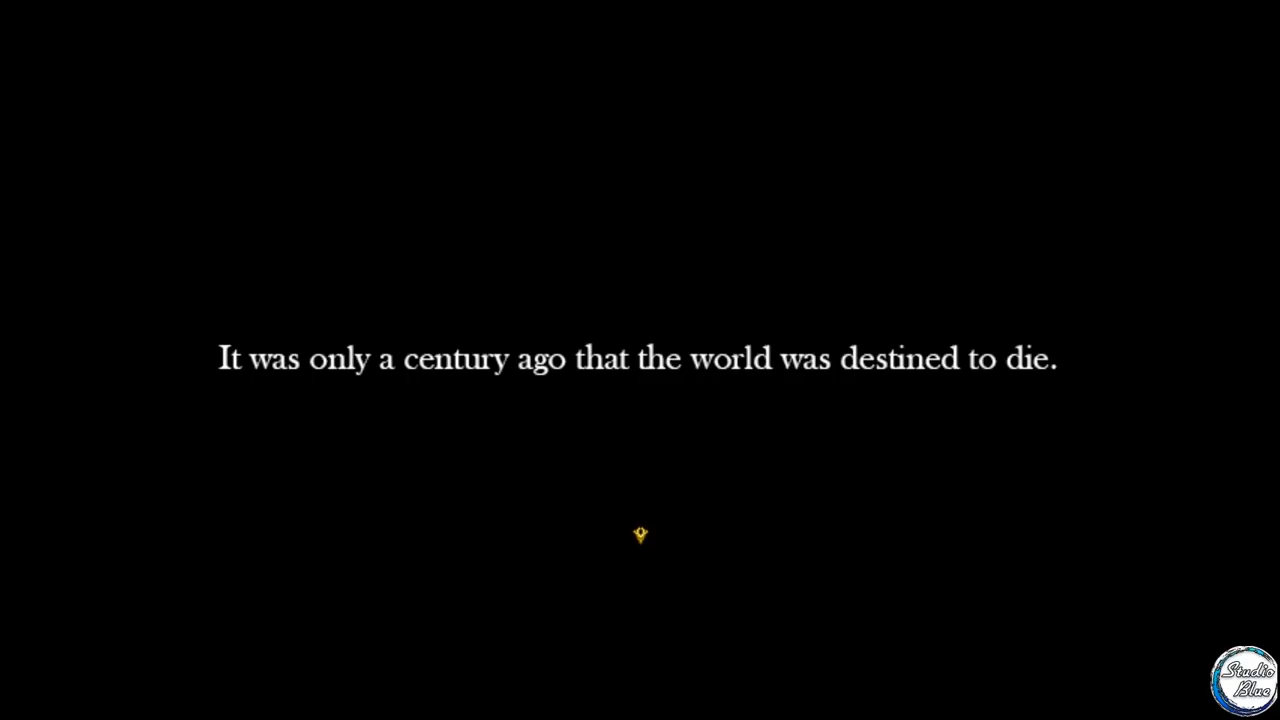 It was only a century ago that the world was destined to die.
Studio
Blue